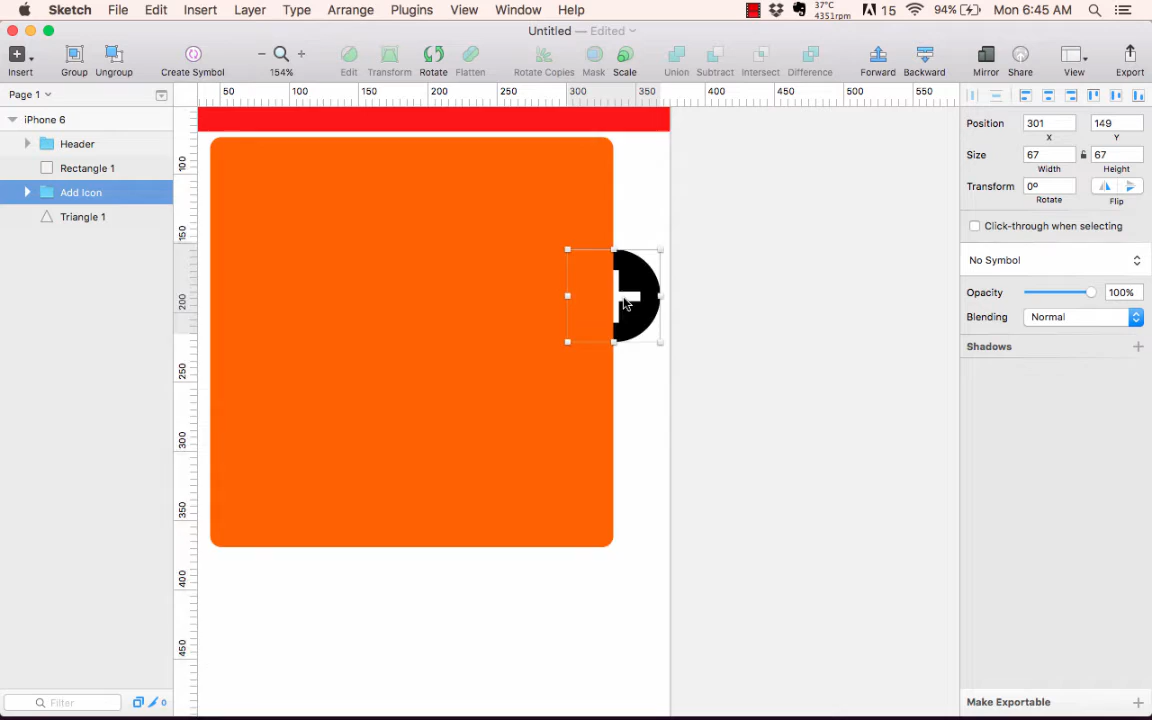 Sketch File Edit Insert Layer Type Arrange Plugins View Window Help 37°C 4351rpm 15 94% Mon 6:45 AM
Untitled — Edited
Insert Group Ungroup Create Symbol 154% Edit Transform Rotate Flatten Rotate Copies Mask Scale Union Subtract Intersect Difference Forward Backward Mirror Share View Export
Page 1
50 100 150 200 250 300 350 400 450 500 550
iPhone 6
Header
Rectangle 1
Add Icon
Triangle 1
100
150
200
250
300
350
400
450
Position 301 149
X Y
Size 67 67
Width Height
Transform 0º
Rotate Flip
Click-through when selecting
No Symbol
Opacity 100%
Blending Normal
Shadows
Filter 0
Make Exportable